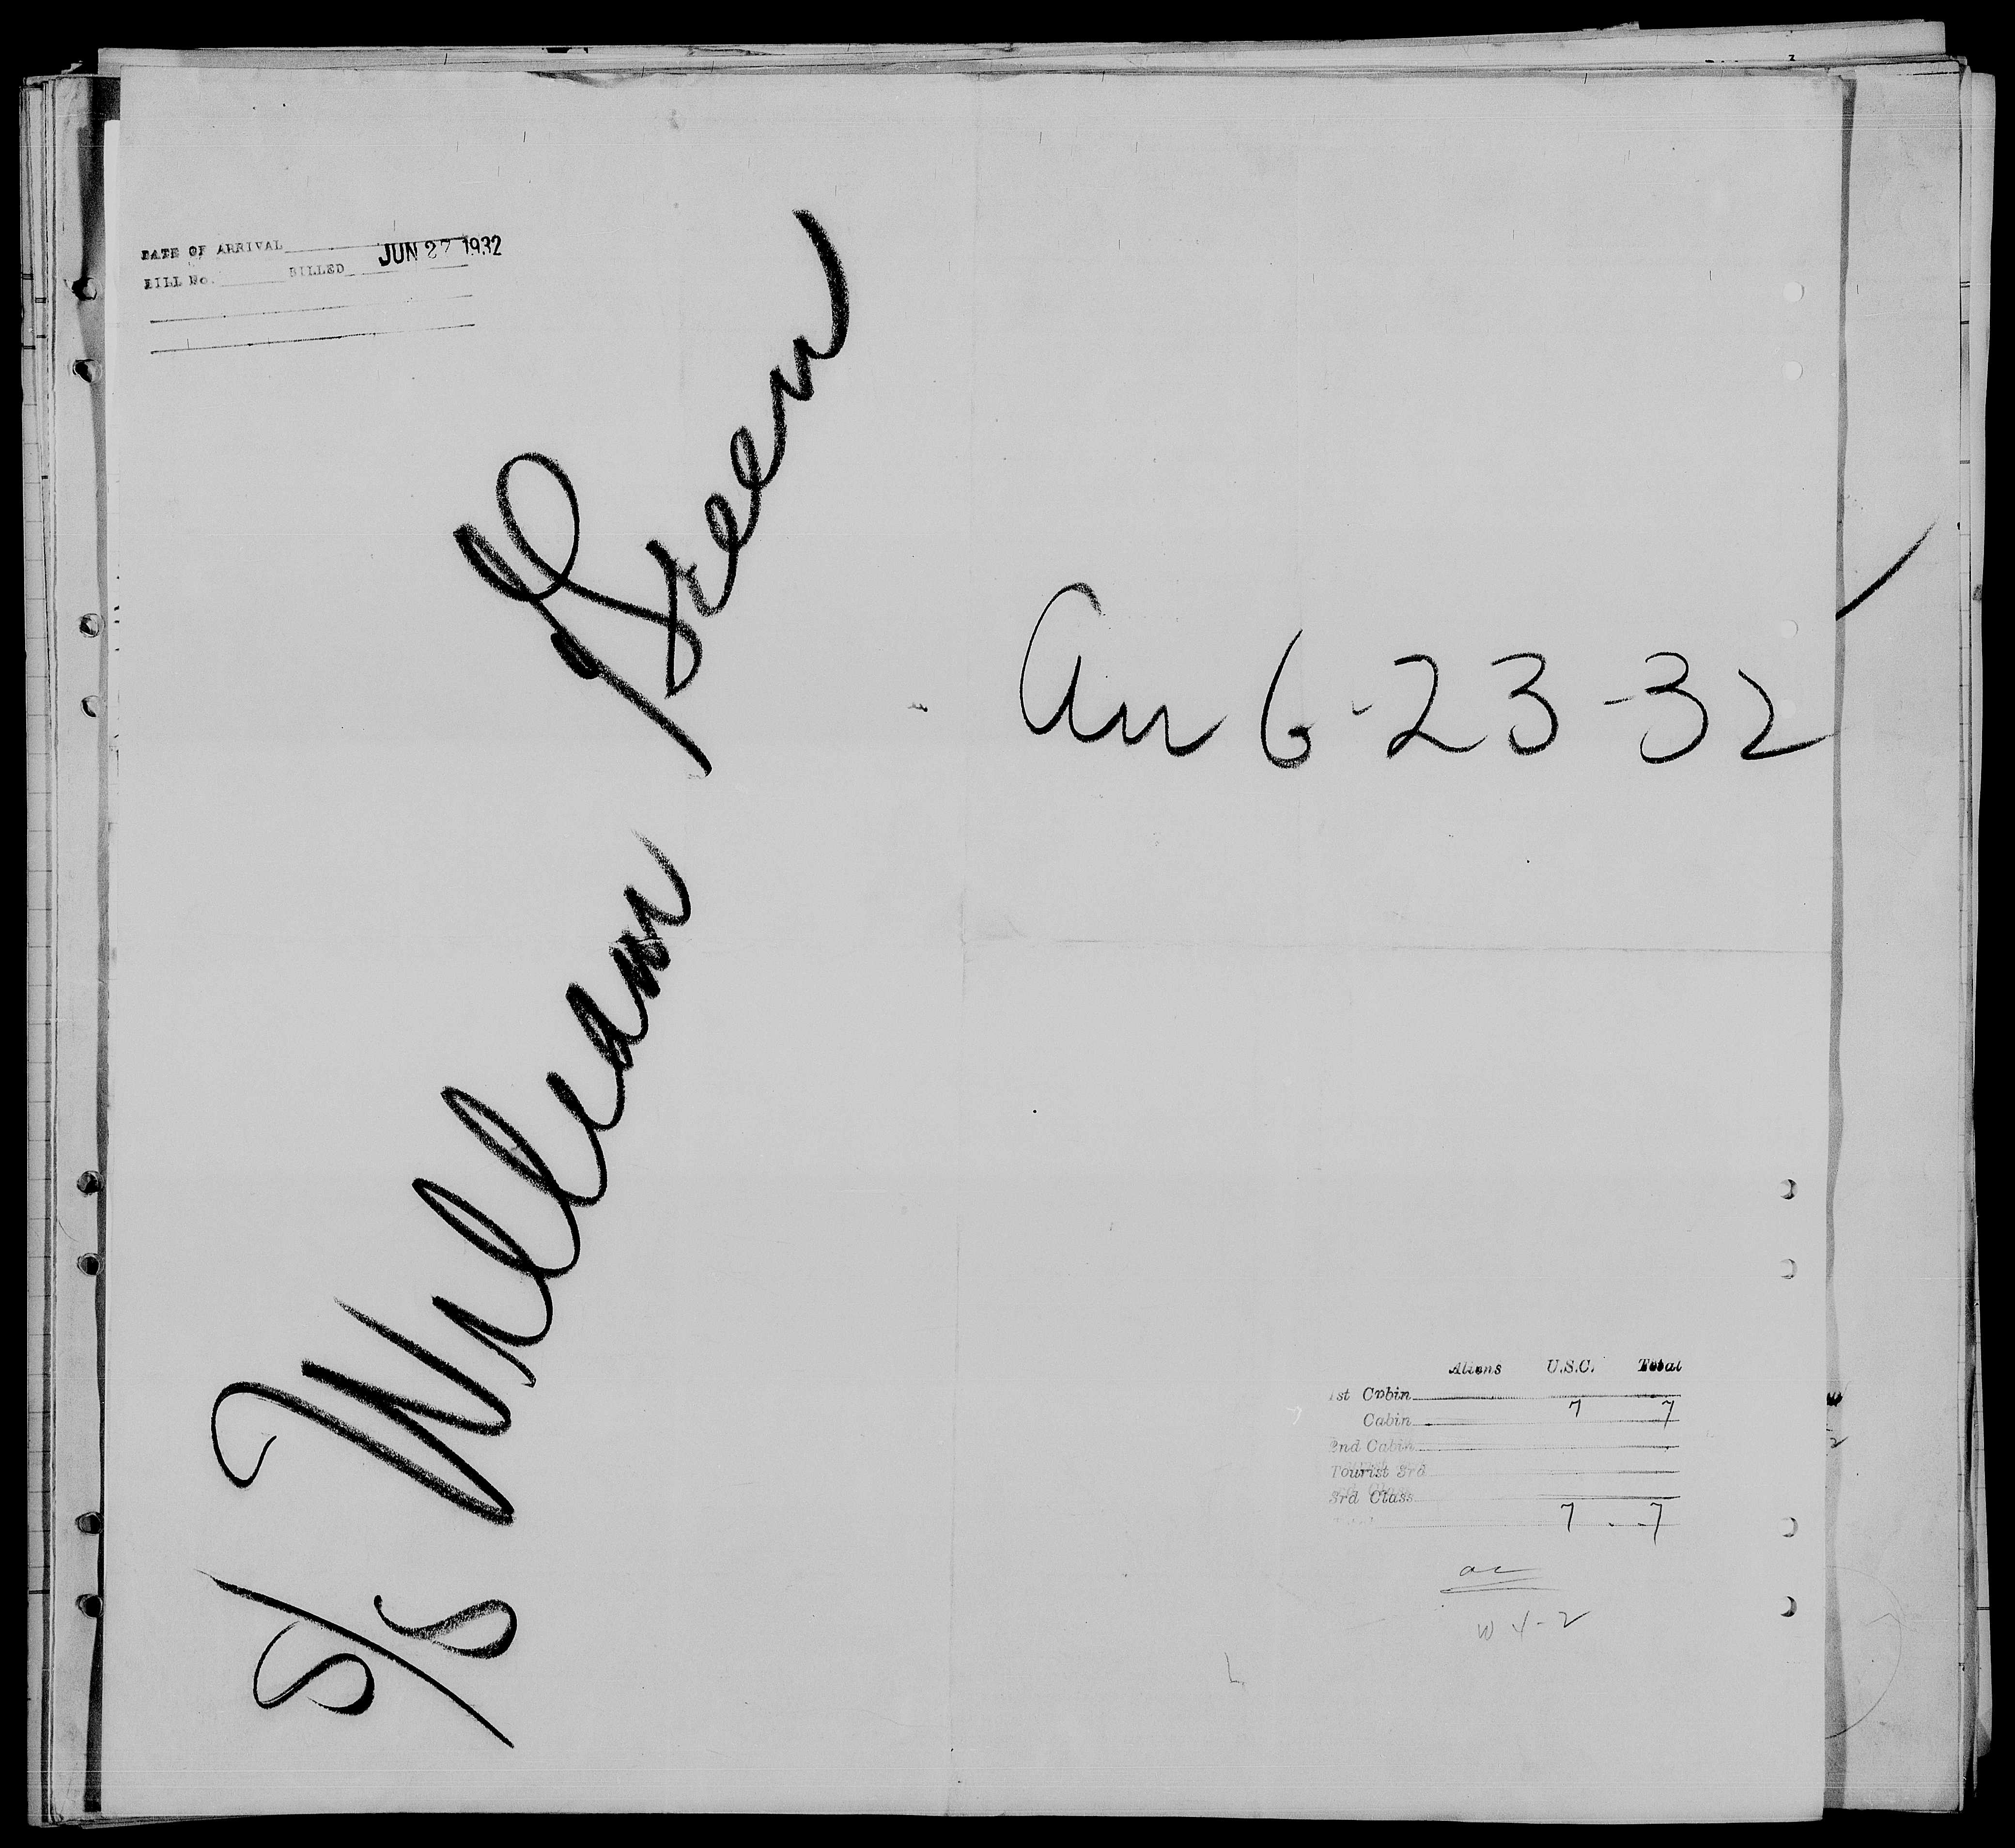 DATE OF ARRIVAL
JUN 27 1932
BILL No. BILLED
S/S William Green
Arr 6-23-32
Aliens U.S.C. Total
1st Cabin
Cabin 7 7
2nd Cabin
Tourist 3rd
3rd Class
Total 7 - 7
W 4-2